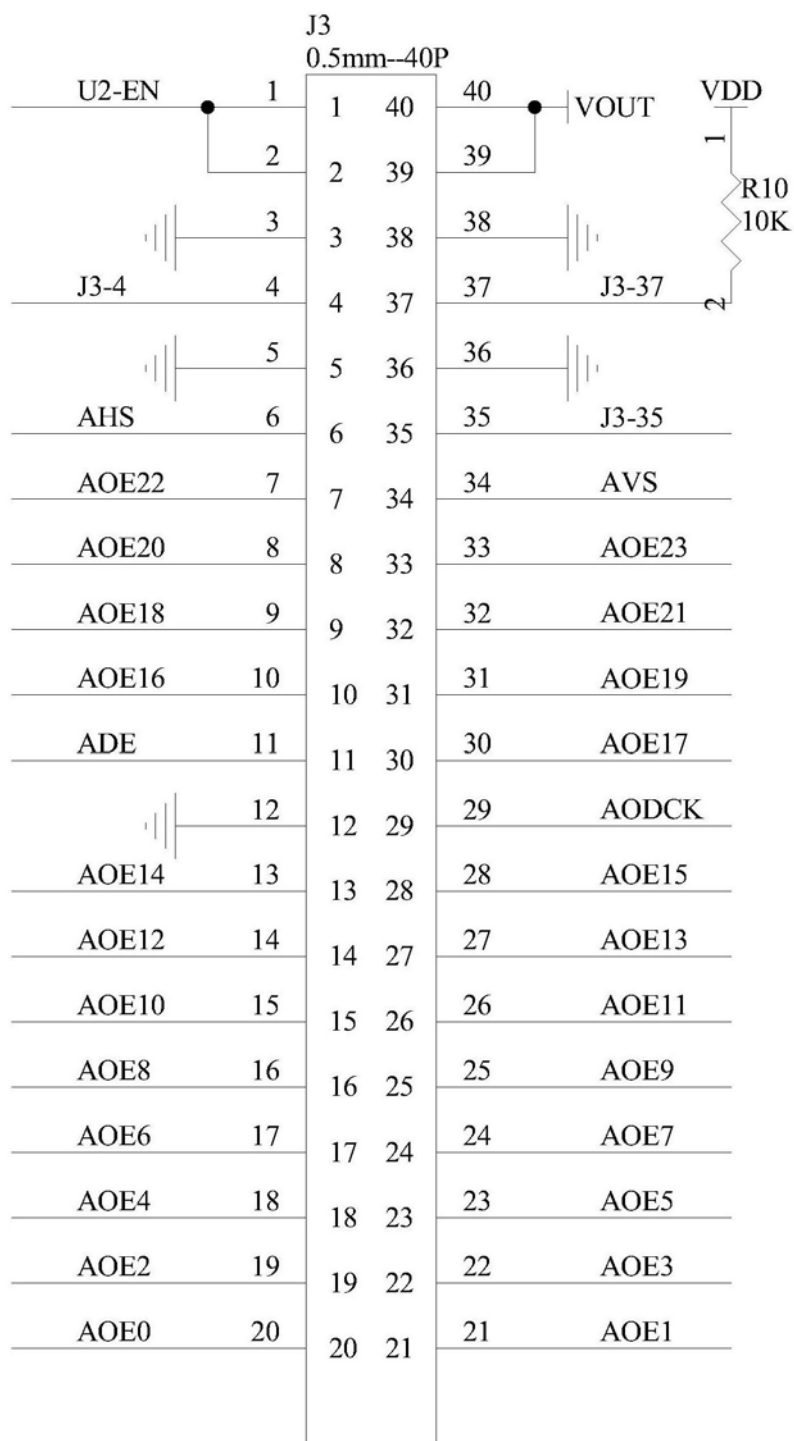 J3
0.5mm--40P
U2-EN 1 1 40 40 VOUT VDD
1
2 2 39 39
R10
10K
3 3 38 38
J3-4 4 4 37 37 J3-37 2
5 5 36 36
AHS 6 6 35 35 J3-35
AOE22 7 7 34 34 AVS
AOE20 8 8 33 33 AOE23
AOE18 9 9 32 32 AOE21
AOE16 10 10 31 31 AOE19
ADE 11 11 30 30 AOE17
12 12 29 29 AODCK
AOE14 13 13 28 28 AOE15
AOE12 14 14 27 27 AOE13
AOE10 15 15 26 26 AOE11
AOE8 16 16 25 25 AOE9
AOE6 17 17 24 24 AOE7
AOE4 18 18 23 23 AOE5
AOE2 19 19 22 22 AOE3
AOE0 20 20 21 21 AOE1